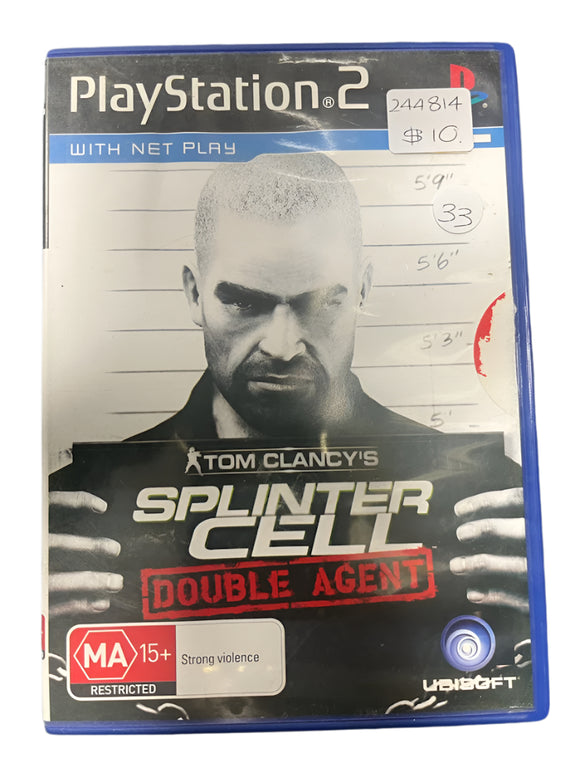 PlayStation®2
244814
$10.
WITH NET PLAY
5'9"
33
5'6"
5'3"
5'
TOM CLANCY'S
SPLINTER
CELL
DOUBLE AGENT
MA 15+
Strong violence
RESTRICTED
UBISOFT